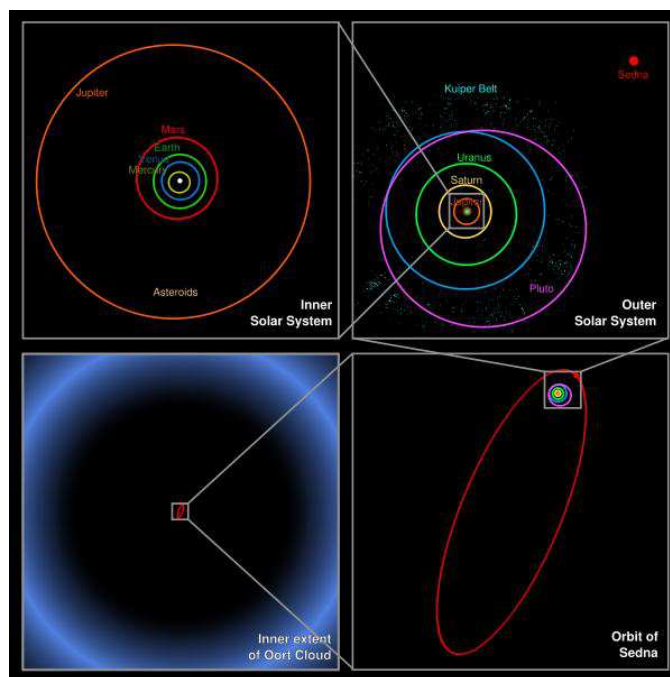 Jupiter
Mars
Earth
Venus
Mercury
Asteroids
Inner
Solar System
Sedna
Kuiper Belt
Uranus
Saturn
Jupiter
Pluto
Outer
Solar System
Inner extent
of Oort Cloud
Orbit of
Sedna